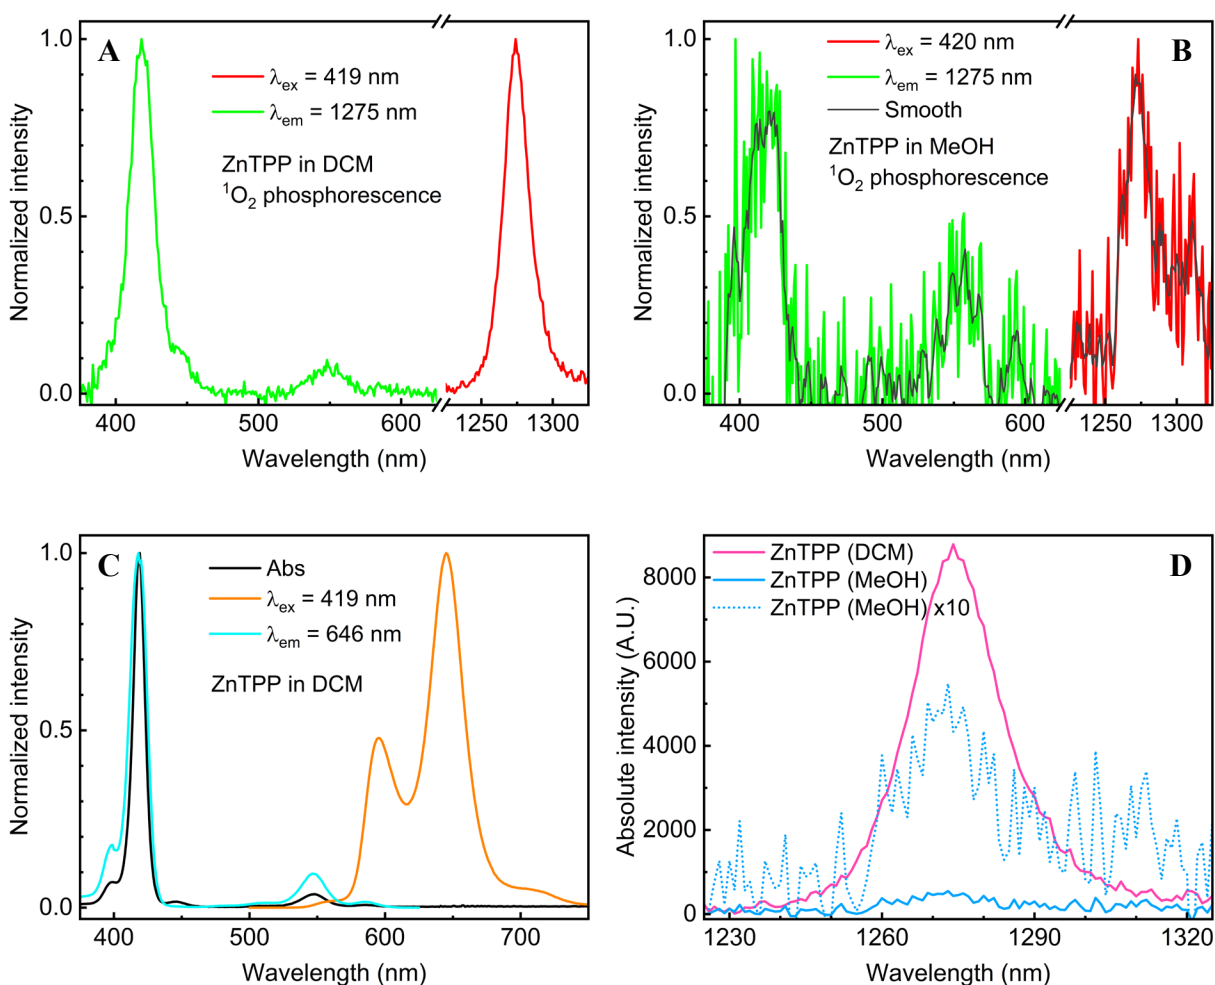 A
1.0
0.5
0.0
Normalized intensity
λex = 419 nm
λem = 1275 nm
ZnTPP in DCM
¹O₂ phosphorescence
400 500 600 1250 1300
Wavelength (nm)
B
1.0
0.5
0.0
Normalized intensity
λex = 420 nm
λem = 1275 nm
Smooth
ZnTPP in MeOH
¹O₂ phosphorescence
400 500 600 1250 1300
Wavelength (nm)
C
1.0
0.5
0.0
Normalized intensity
Abs
λex = 419 nm
λem = 646 nm
ZnTPP in DCM
400 500 600 700
Wavelength (nm)
D
8000
6000
4000
2000
0
Absolute intensity (A.U.)
ZnTPP (DCM)
ZnTPP (MeOH)
ZnTPP (MeOH) x10
1230 1260 1290 1320
Wavelength (nm)